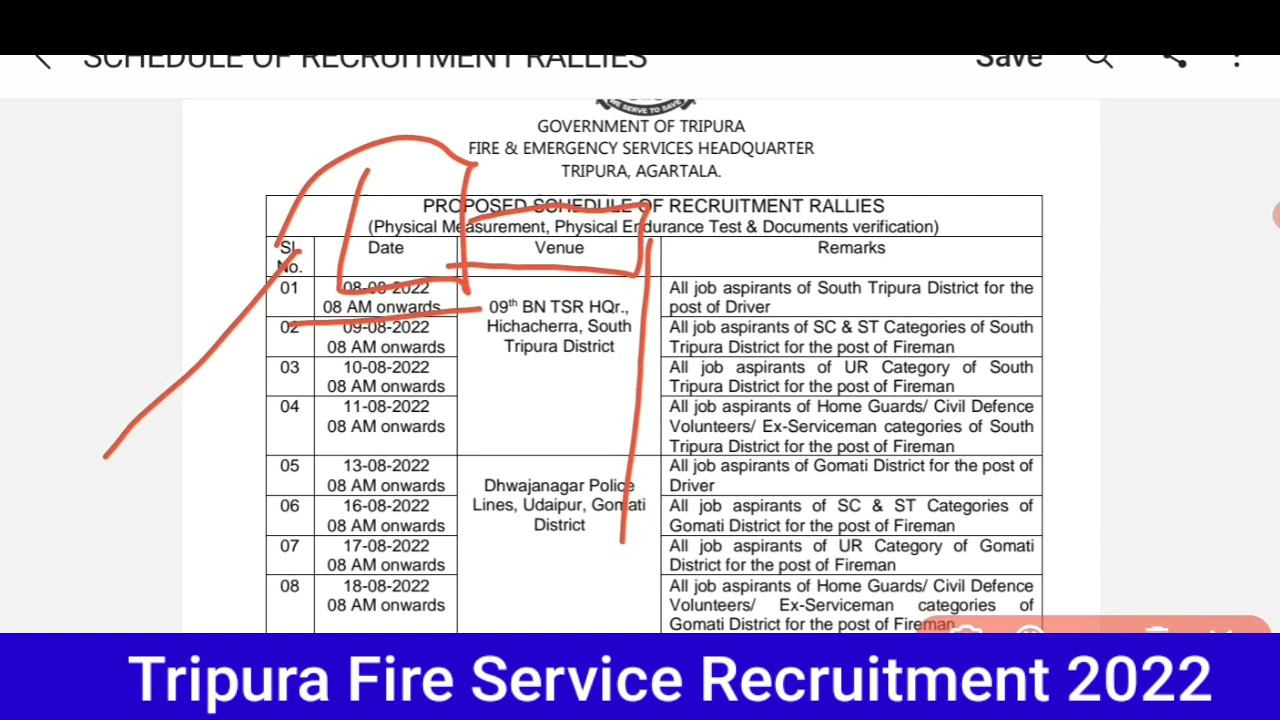 SCHEDULE OF RECRUITMENT RALLIES
Save
WE SERVE TO SAVE
GOVERNMENT OF TRIPURA
FIRE & EMERGENCY SERVICES HEADQUARTER
TRIPURA, AGARTALA.
PROPOSED SCHEDULE OF RECRUITMENT RALLIES
(Physical Measurement, Physical Endurance Test & Documents verification)
Sl.
No.
Date
Venue
Remarks
01
08-08-2022
08 AM onwards
09th BN TSR HQr.,
Hichacherra, South
Tripura District
All job aspirants of South Tripura District for the
post of Driver
02
09-08-2022
08 AM onwards
All job aspirants of SC & ST Categories of South
Tripura District for the post of Fireman
03
10-08-2022
08 AM onwards
All job aspirants of UR Category of South
Tripura District for the post of Fireman
04
11-08-2022
08 AM onwards
All job aspirants of Home Guards/ Civil Defence
Volunteers/ Ex-Serviceman categories of South
Tripura District for the post of Fireman
05
13-08-2022
08 AM onwards
Dhwajanagar Police
Lines, Udaipur, Gomati
District
All job aspirants of Gomati District for the post of
Driver
06
16-08-2022
08 AM onwards
All job aspirants of SC & ST Categories of
Gomati District for the post of Fireman
07
17-08-2022
08 AM onwards
All job aspirants of UR Category of Gomati
District for the post of Fireman
08
18-08-2022
08 AM onwards
All job aspirants of Home Guards/ Civil Defence
Volunteers/ Ex-Serviceman categories of
Gomati District for the post of Fireman
Tripura Fire Service Recruitment 2022